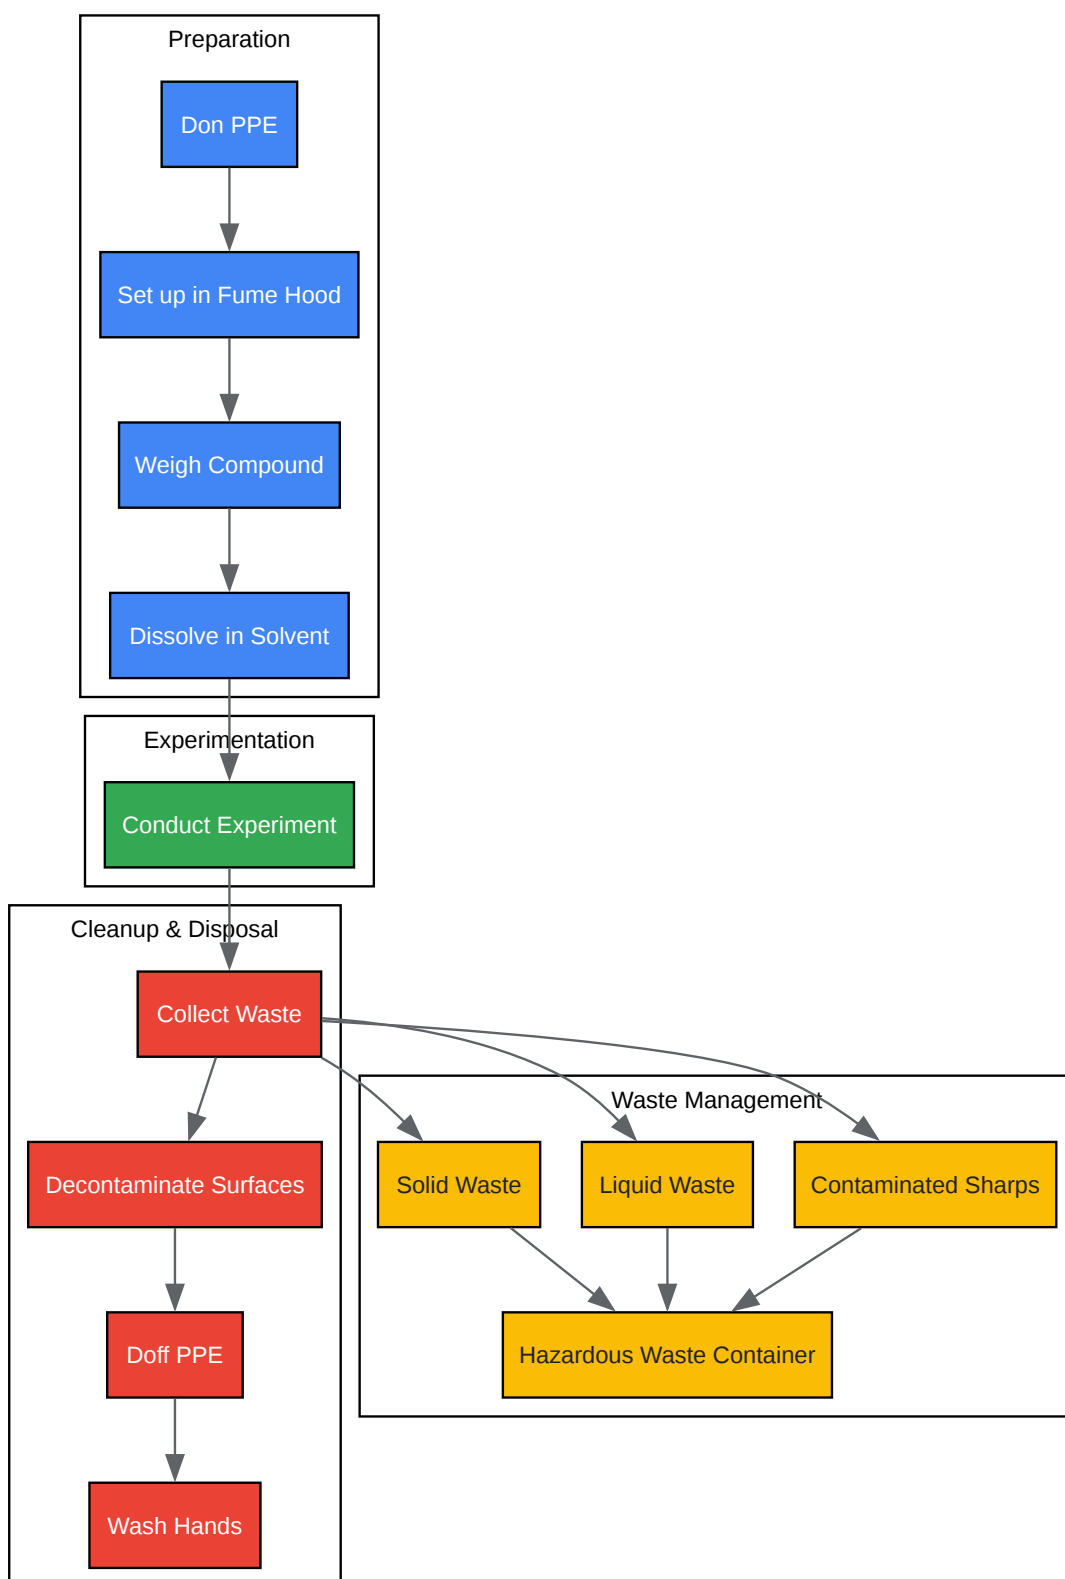 Preparation
Don PPE
Set up in Fume Hood
Weigh Compound
Dissolve in Solvent
Experimentation
Conduct Experiment
Cleanup & Disposal
Collect Waste
Waste Management
Decontaminate Surfaces
Solid Waste
Liquid Waste
Contaminated Sharps
Doff PPE
Hazardous Waste Container
Wash Hands